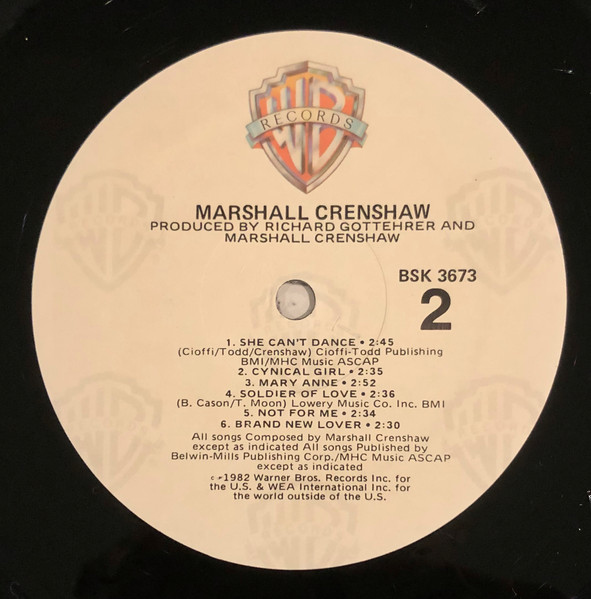 WB
RECORDS
MARSHALL CRENSHAW
PRODUCED BY RICHARD GOTTEHRER AND
MARSHALL CRENSHAW
BSK 3673
2
1. SHE CAN'T DANCE • 2:45
(Cioffi/Todd/Crenshaw) Cioffi-Todd Publishing
BMI/MHC Music ASCAP
2. CYNICAL GIRL • 2:35
3. MARY ANNE • 2:52
4. SOLDIER OF LOVE • 2:36
(B. Cason/T. Moon) Lowery Music Co. Inc. BMI
5. NOT FOR ME • 2:34
6. BRAND NEW LOVER • 2:30
All songs Composed by Marshall Crenshaw
except as indicated All songs Published by
Belwin-Mills Publishing Corp./MHC Music ASCAP
except as indicated
© ℗1982 Warner Bros. Records Inc. for
the U.S. & WEA International Inc. for
the world outside of the U.S.